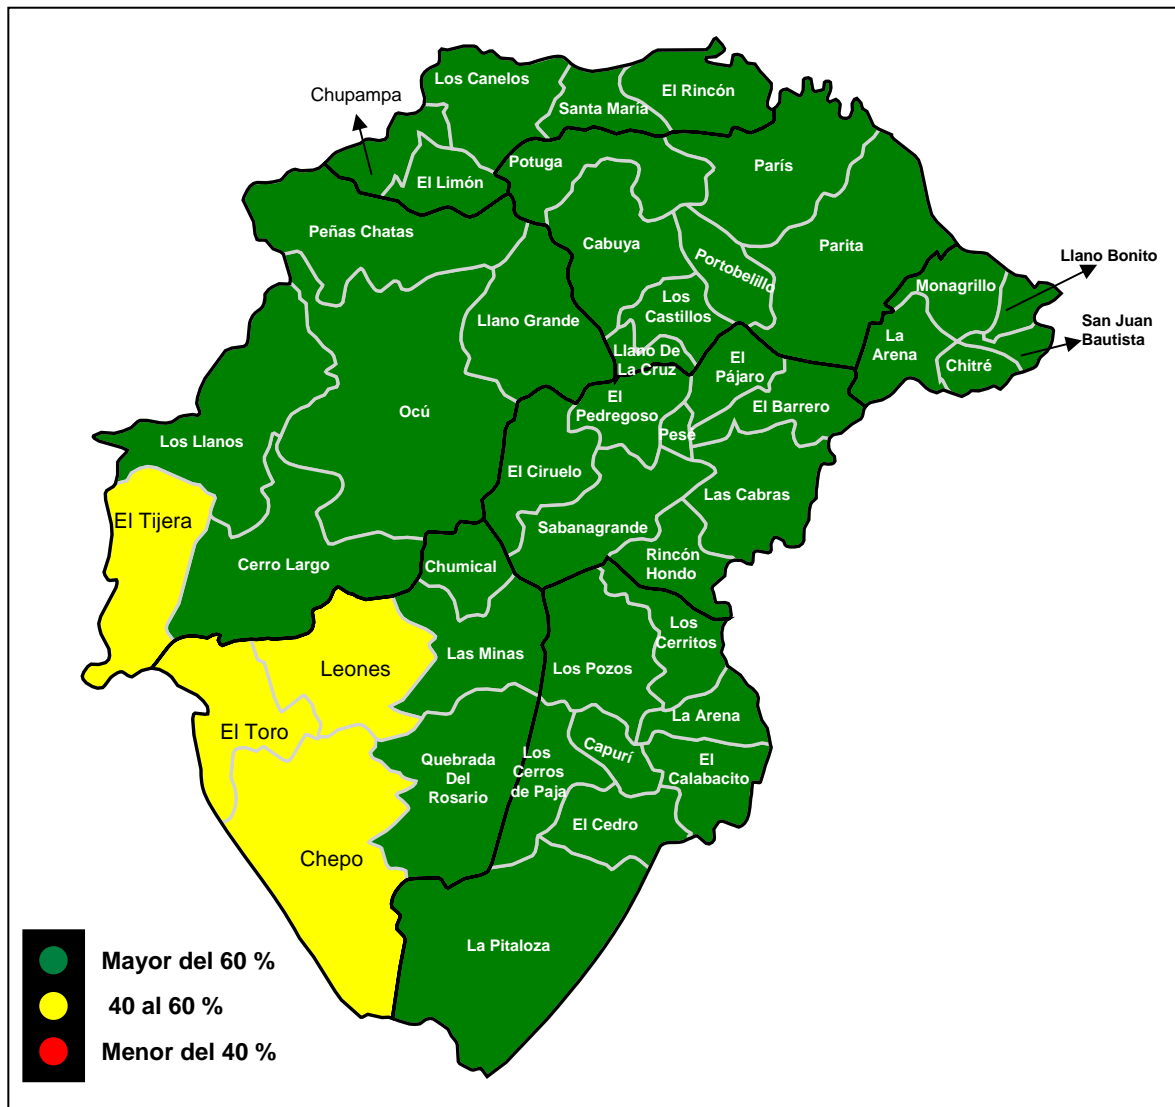 Los Canelos
El Rincón
Chupampa
Santa María
Potuga
París
El Limón
Peñas Chatas
Cabuya
Parita
Portobelillo
Llano Bonito
Monagrillo
Los
Castillos
Llano Grande
San Juan
Bautista
La
Arena
Chitré
Llano De
La Cruz
El
Pájaro
El
Pedregoso
El Barrero
Ocú
Pesé
Los Llanos
El Ciruelo
Las Cabras
El Tijera
Sabanagrande
Rincón
Hondo
Cerro Largo
Chumical
Los
Cerritos
Las Minas
Leones
Los Pozos
La Arena
El Toro
Capurí
Quebrada
Del
Rosario
Los
Cerros
de Paja
El
Calabacito
El Cedro
Chepo
La Pitaloza
Mayor del 60 %
40 al 60 %
Menor del 40 %